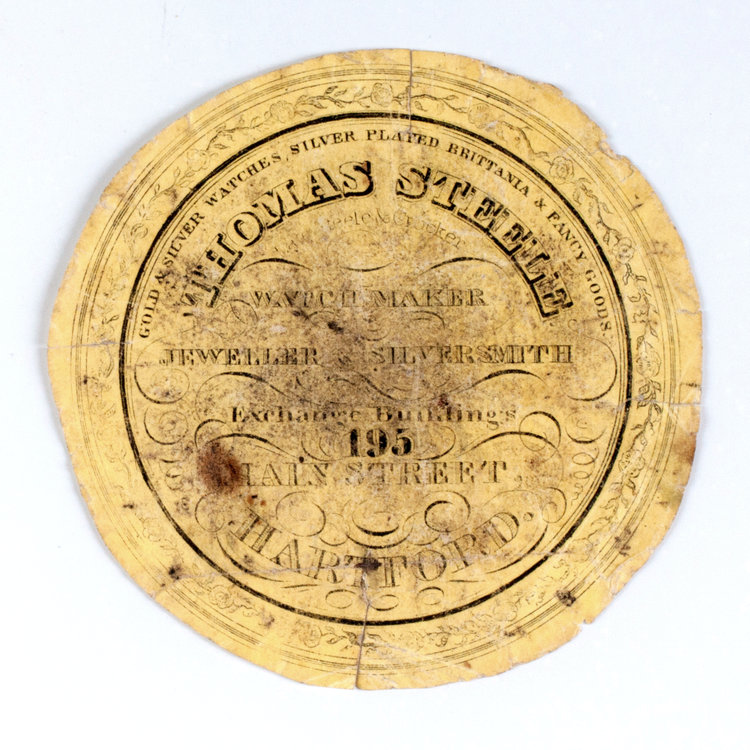 GOLD & SILVER WATCHES, SILVER PLATED BRITTANIA & FANCY GOODS.
THOMAS STEELE
WATCH MAKER
JEWELLER & SILVERSMITH
Exchange Buildings
195
MAIN STREET
HARTFORD.